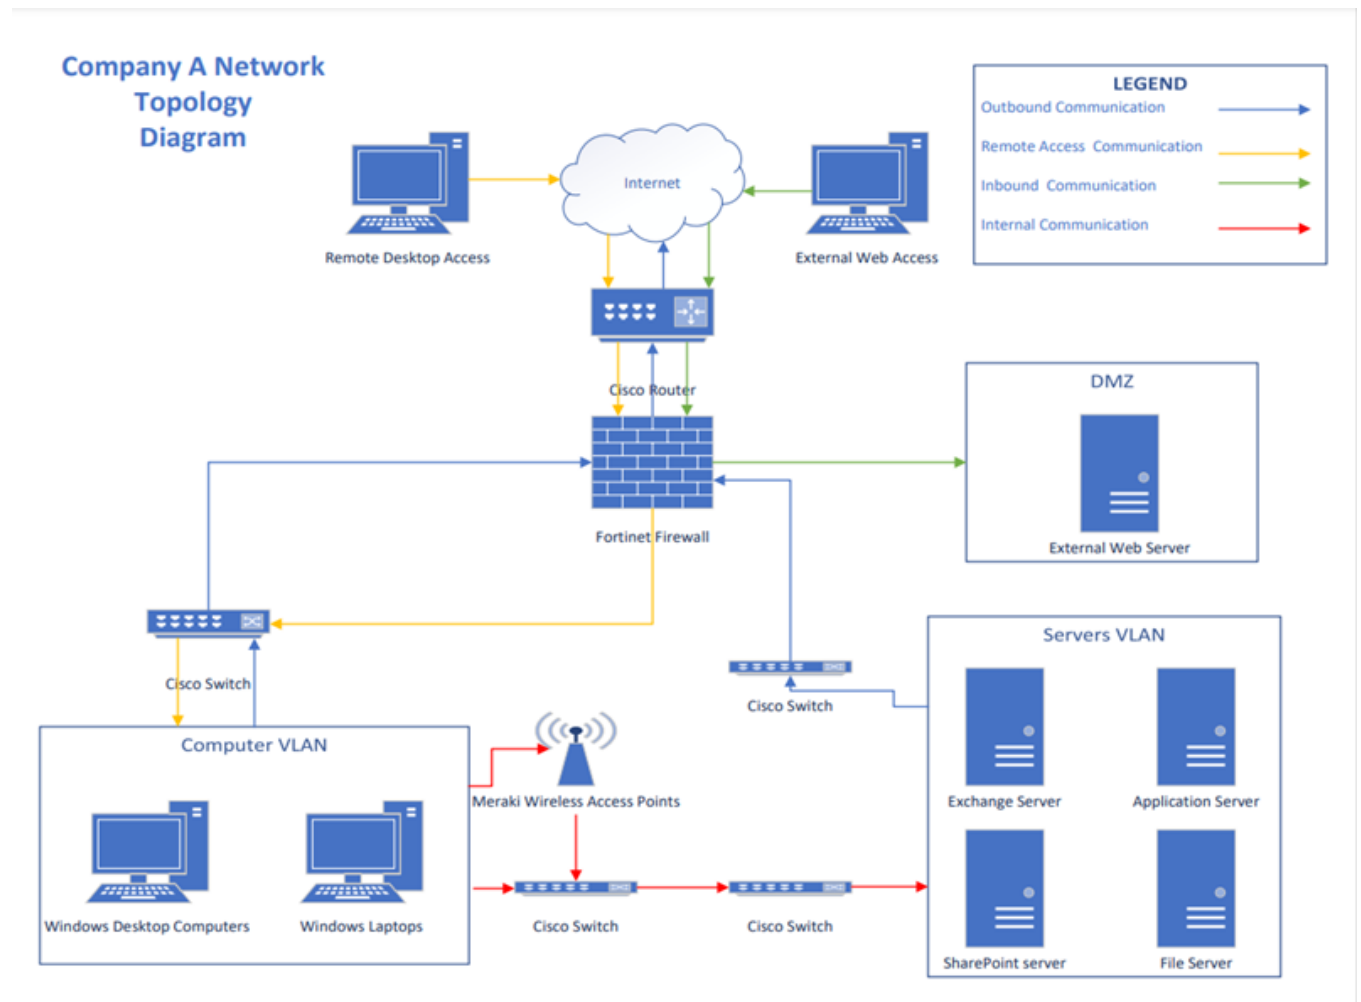 Company A Network
Topology
Diagram
LEGEND
Outbound Communication
Remote Access Communication
Inbound Communication
Internal Communication
Internet
Remote Desktop Access
External Web Access
Cisco Router
DMZ
Fortinet Firewall
External Web Server
Servers VLAN
Cisco Switch
Cisco Switch
Computer VLAN
Meraki Wireless Access Points
Exchange Server
Application Server
Windows Desktop Computers
Windows Laptops
Cisco Switch
Cisco Switch
SharePoint server
File Server